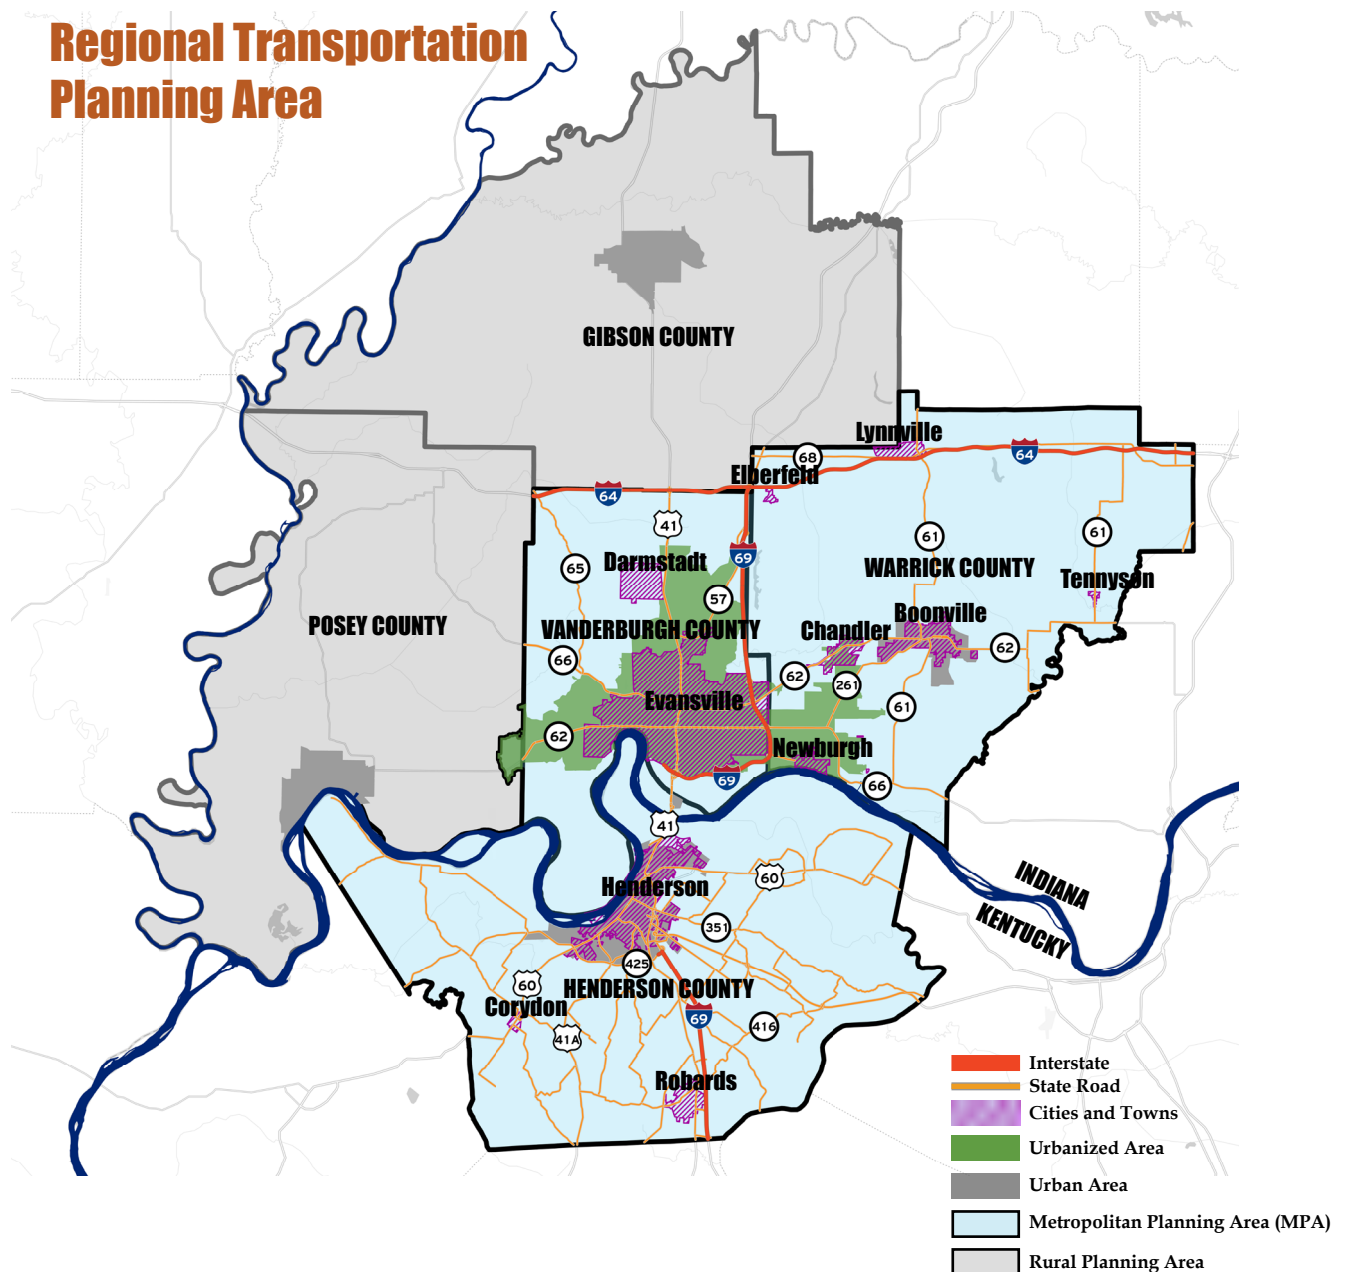 Regional Transportation
Planning Area
GIBSON COUNTY
Lynnville
68
64
Elberfeld
64
41
61
61
69
Darmstadt
65
WARRICK COUNTY
Tennyson
57
Boonville
POSEY COUNTY
VANDERBURGH COUNTY
Chandler
62
66
62
261
Evansville
61
62
Newburgh
69
66
41
INDIANA
60
Henderson
KENTUCKY
351
425
60
HENDERSON COUNTY
Corydon
69
416
41A
Robards
Interstate
State Road
Cities and Towns
Urbanized Area
Urban Area
Metropolitan Planning Area (MPA)
Rural Planning Area